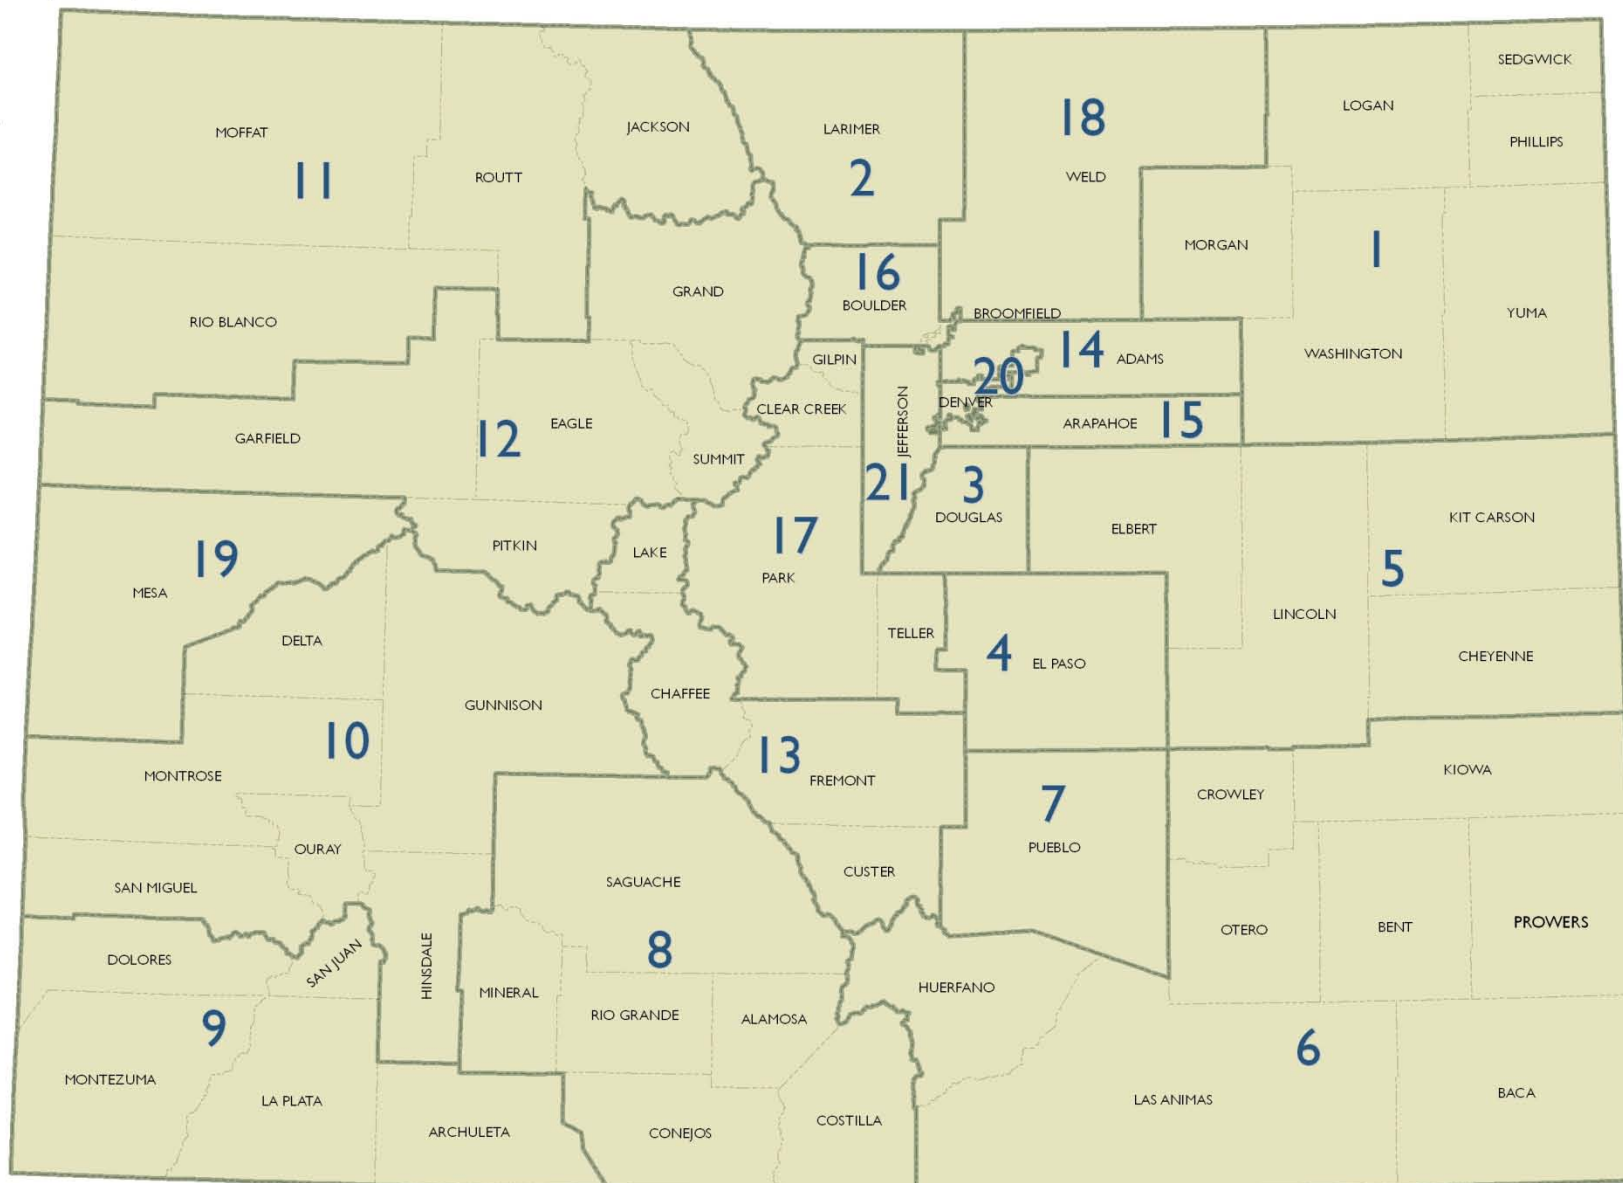 SEDGWICK
LOGAN
18
JACKSON
LARIMER
MOFFAT
PHILLIPS
11
ROUTT
2
WELD
MORGAN
1
16
GRAND
BOULDER
RIO BLANCO
BROOMFIELD
YUMA
GILPIN
14
ADAMS
WASHINGTON
20
DENVER
CLEAR CREEK
JEFFERSON
ARAPAHOE
15
GARFIELD
12
EAGLE
SUMMIT
21
3
DOUGLAS
ELBERT
KIT CARSON
PITKIN
LAKE
17
PARK
19
MESA
5
LINCOLN
DELTA
TELLER
4
EL PASO
CHEYENNE
CHAFFEE
GUNNISON
10
MONTROSE
13
FREMONT
KIOWA
CROWLEY
7
PUEBLO
OURAY
SAN MIGUEL
SAGUACHE
CUSTER
PROWERS
OTERO
BENT
8
DOLORES
SAN JUAN
HINSDALE
MINERAL
HUERFANO
RIO GRANDE
ALAMOSA
9
6
MONTEZUMA
LA PLATA
ARCHULETA
CONEJOS
COSTILLA
LAS ANIMAS
BACA